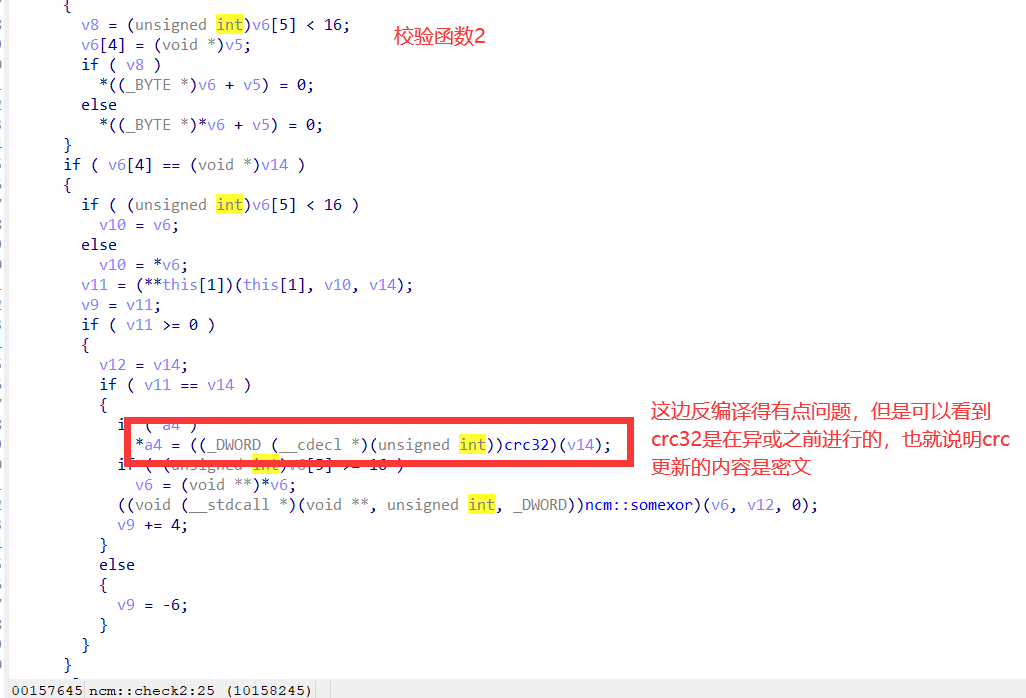 {
v8 = (unsigned int)v6[5] < 16;
校验函数2
v6[4] = (void *)v5;
if ( v8 )
*((_BYTE *)v6 + v5) = 0;
else
*((_BYTE *)*v6 + v5) = 0;
}
if ( v6[4] == (void *)v14 )
{
if ( (unsigned int)v6[5] < 16 )
v10 = v6;
else
v10 = *v6;
v11 = (**this[1])(this[1], v10, v14);
v9 = v11;
if ( v11 >= 0 )
{
v12 = v14;
if ( v11 == v14 )
{
if ( a4 )
*a4 = ((_DWORD (__cdecl *)(unsigned int))crc32)(v14);
这边反编译得有点问题，但是可以看到
crc32是在异或之前进行的，也就说明crc
更新的内容是密文
if ( (unsigned int)v6[5] >= 16 )
v6 = (void **)*v6;
((void (__stdcall *)(void **, unsigned int, _DWORD))ncm::somexor)(v6, v12, 0);
v9 += 4;
}
else
{
v9 = -6;
}
}
}
00157645 ncm::check2:25 (10158245)